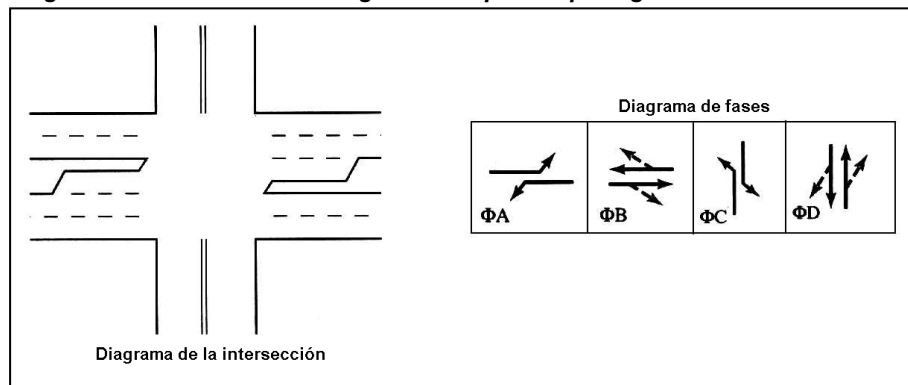 Diagrama de fases
ΦA
ΦB
ΦC
ΦD
Diagrama de la intersección